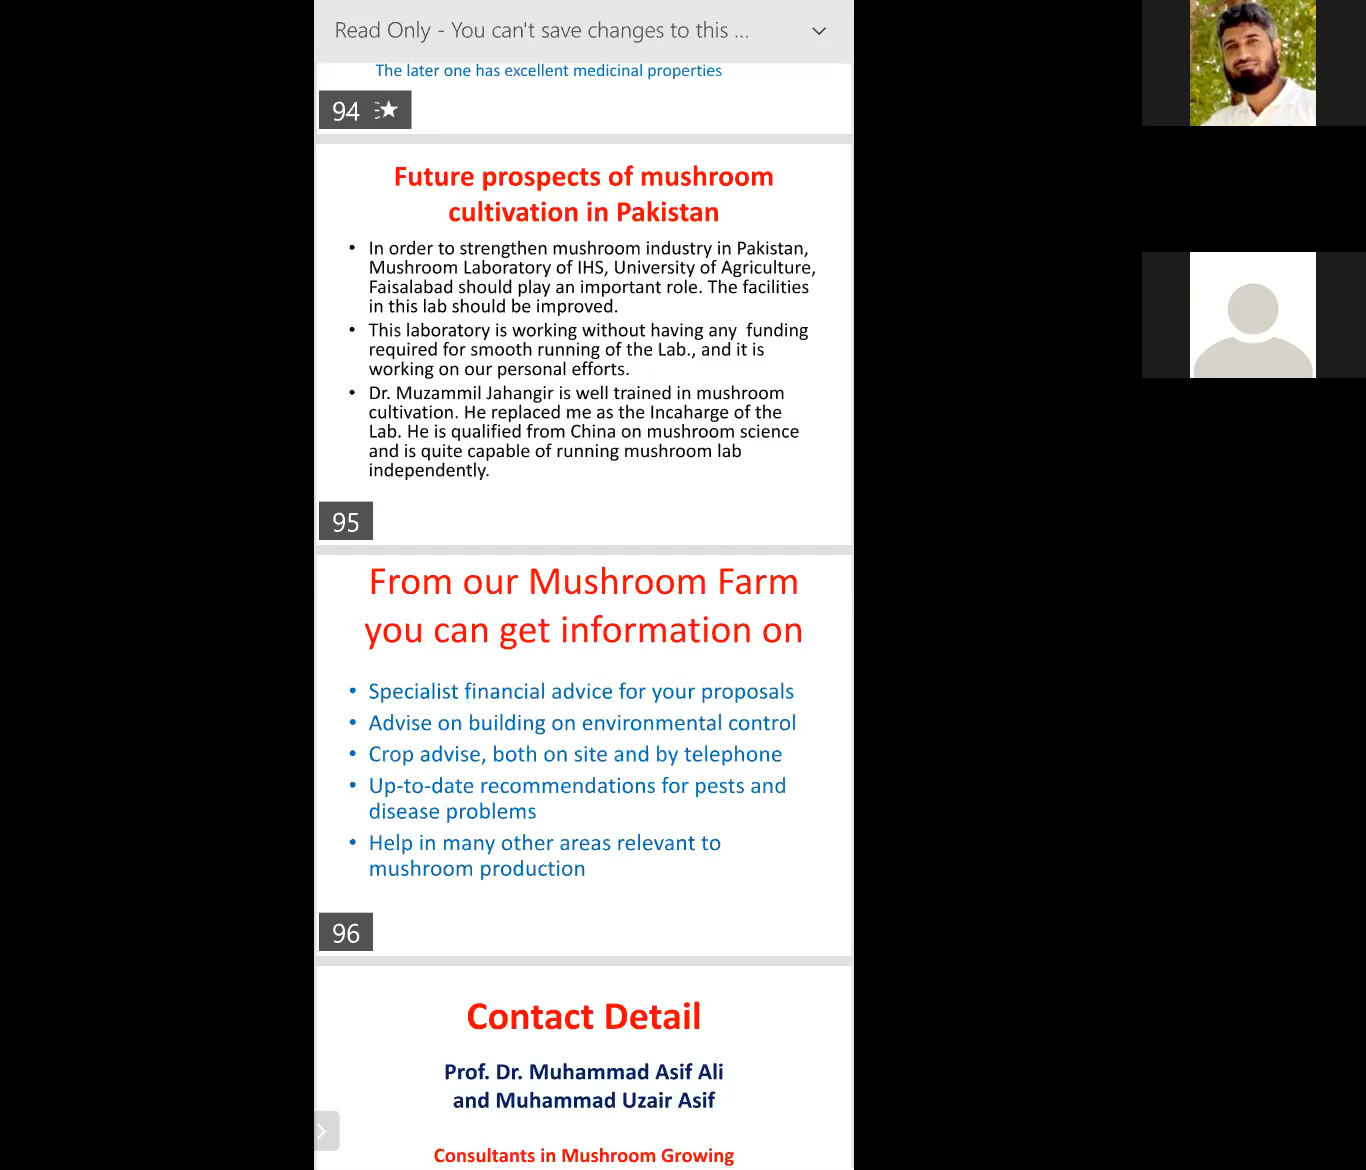 Read Only - You can't save changes to this ...
The later one has excellent medicinal properties
94
Future prospects of mushroom
cultivation in Pakistan
• In order to strengthen mushroom industry in Pakistan,
Mushroom Laboratory of IHS, University of Agriculture,
Faisalabad should play an important role. The facilities
in this lab should be improved.
• This laboratory is working without having any funding
required for smooth running of the Lab., and it is
working on our personal efforts.
• Dr. Muzammil Jahangir is well trained in mushroom
cultivation. He replaced me as the Incaharge of the
Lab. He is qualified from China on mushroom science
and is quite capable of running mushroom lab
independently.
95
From our Mushroom Farm
you can get information on
• Specialist financial advice for your proposals
• Advise on building on environmental control
• Crop advise, both on site and by telephone
• Up-to-date recommendations for pests and
disease problems
• Help in many other areas relevant to
mushroom production
96
Contact Detail
Prof. Dr. Muhammad Asif Ali
and Muhammad Uzair Asif
Consultants in Mushroom Growing